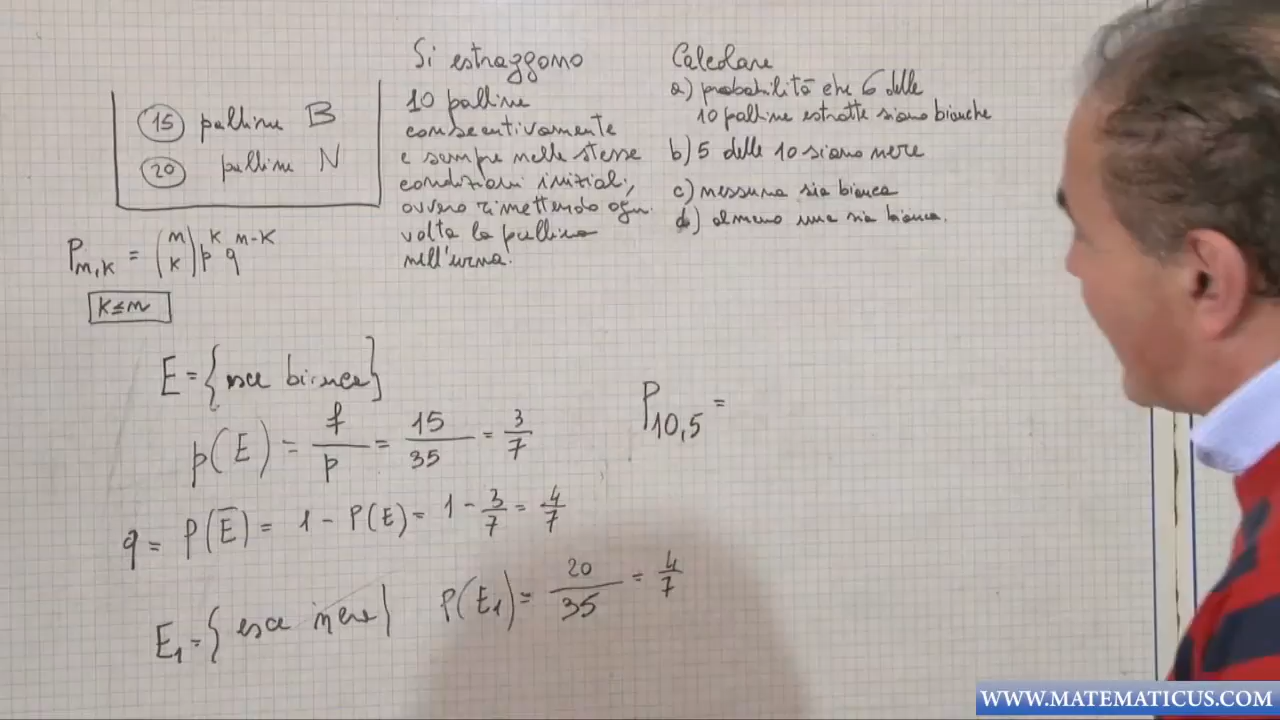 15 palline B
20 palline N
Si estraggono
10 palline
consecutivamente
e sempre nelle stesse
condizioni iniziali,
ovvero rimettendo ogni
volta la pallina
nell'urna.
Calcolare
a) probabilità che 6 delle
10 palline estratte siano bianche
b) 5 delle 10 siano nere
c) nessuna sia bianca
d) almeno una sia bianca.
P_{n,k} = (n k) p^k q^{n-k}
k≤n
E = {esce bianca}
p(E) = f/p = 15/35 = 3/7
q = P(E̅) = 1 - P(E) = 1 - 3/7 = 4/7
E₁ = {esce nera} P(E₁) = 20/35 = 4/7
P_{10,5} =
WWW.MATEMATICUS.COM